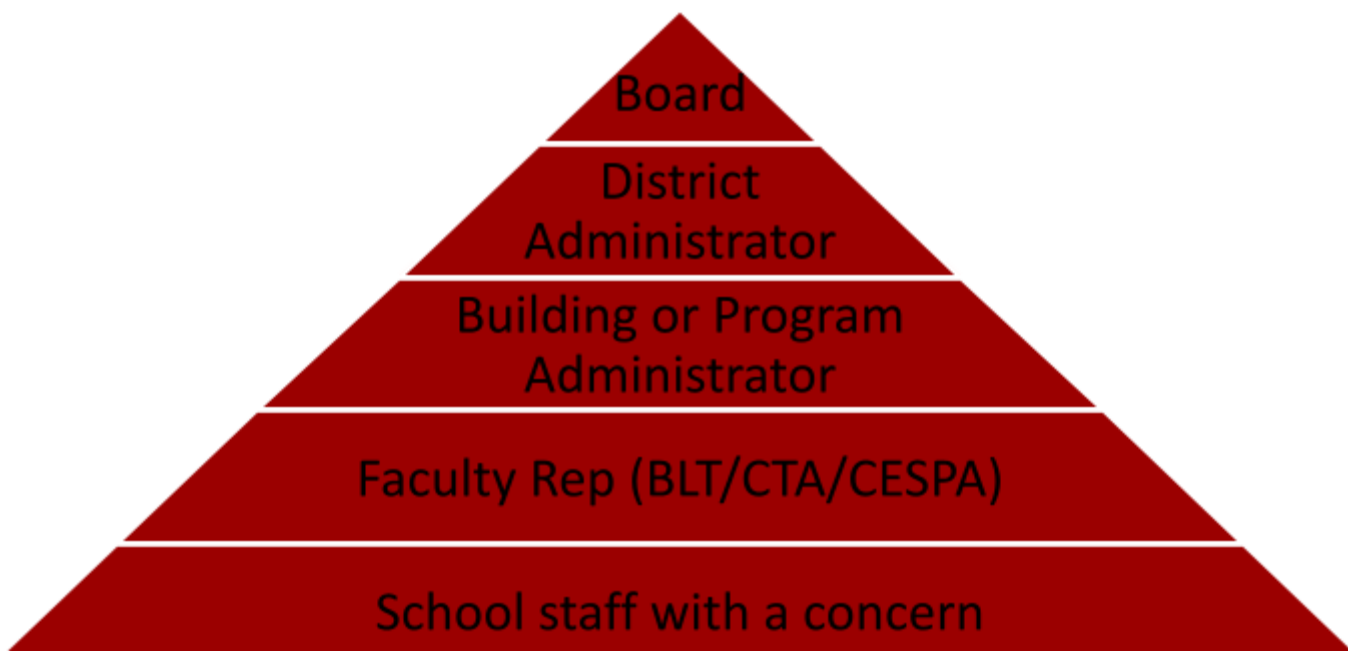 Board
District
Administrator
Building or Program
Administrator
Faculty Rep (BLT/CTA/CESPA)
School staff with a concern